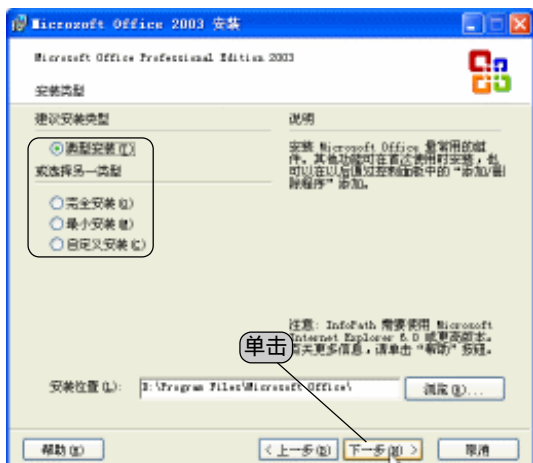 Microsoft Office 2003 安装
Microsoft Office Professional Edition 2003
安装类型
建议安装类型
典型安装(T)
或选择另一类型
完全安装(U)
最小安装(M)
自定义安装(C)
说明
安装 Microsoft Office 最常用的组
件。其他功能可在首次使用时安装，也
可以在以后通过控制面板中的“添加/删
除程序”添加。
注意: InfoPath 需要使用 Microsoft
Internet Explorer 6.0 或更高版本。
有关更多信息，请单击“帮助”按钮。
单击
安装位置(L):
D:\Program Files\Microsoft Office\
浏览(R)...
帮助(H)
< 上一步(B)
下一步(N) >
取消